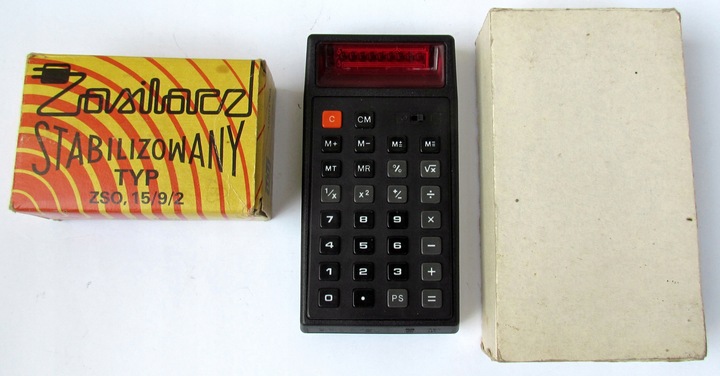 Zasilacz
STABILIZOWANY
TYP
ZSO, 15/9/2
C CM
M+ M- M± M=
MT MR % √x
1/x x² +/- ÷
7 8 9 ×
4 5 6 −
1 2 3 +
0 • PS =